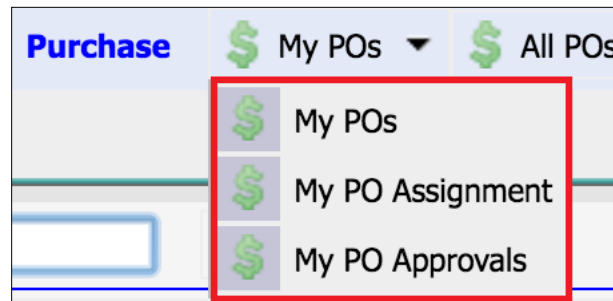 Purchase My POs All POs
My POs
My PO Assignment
My PO Approvals